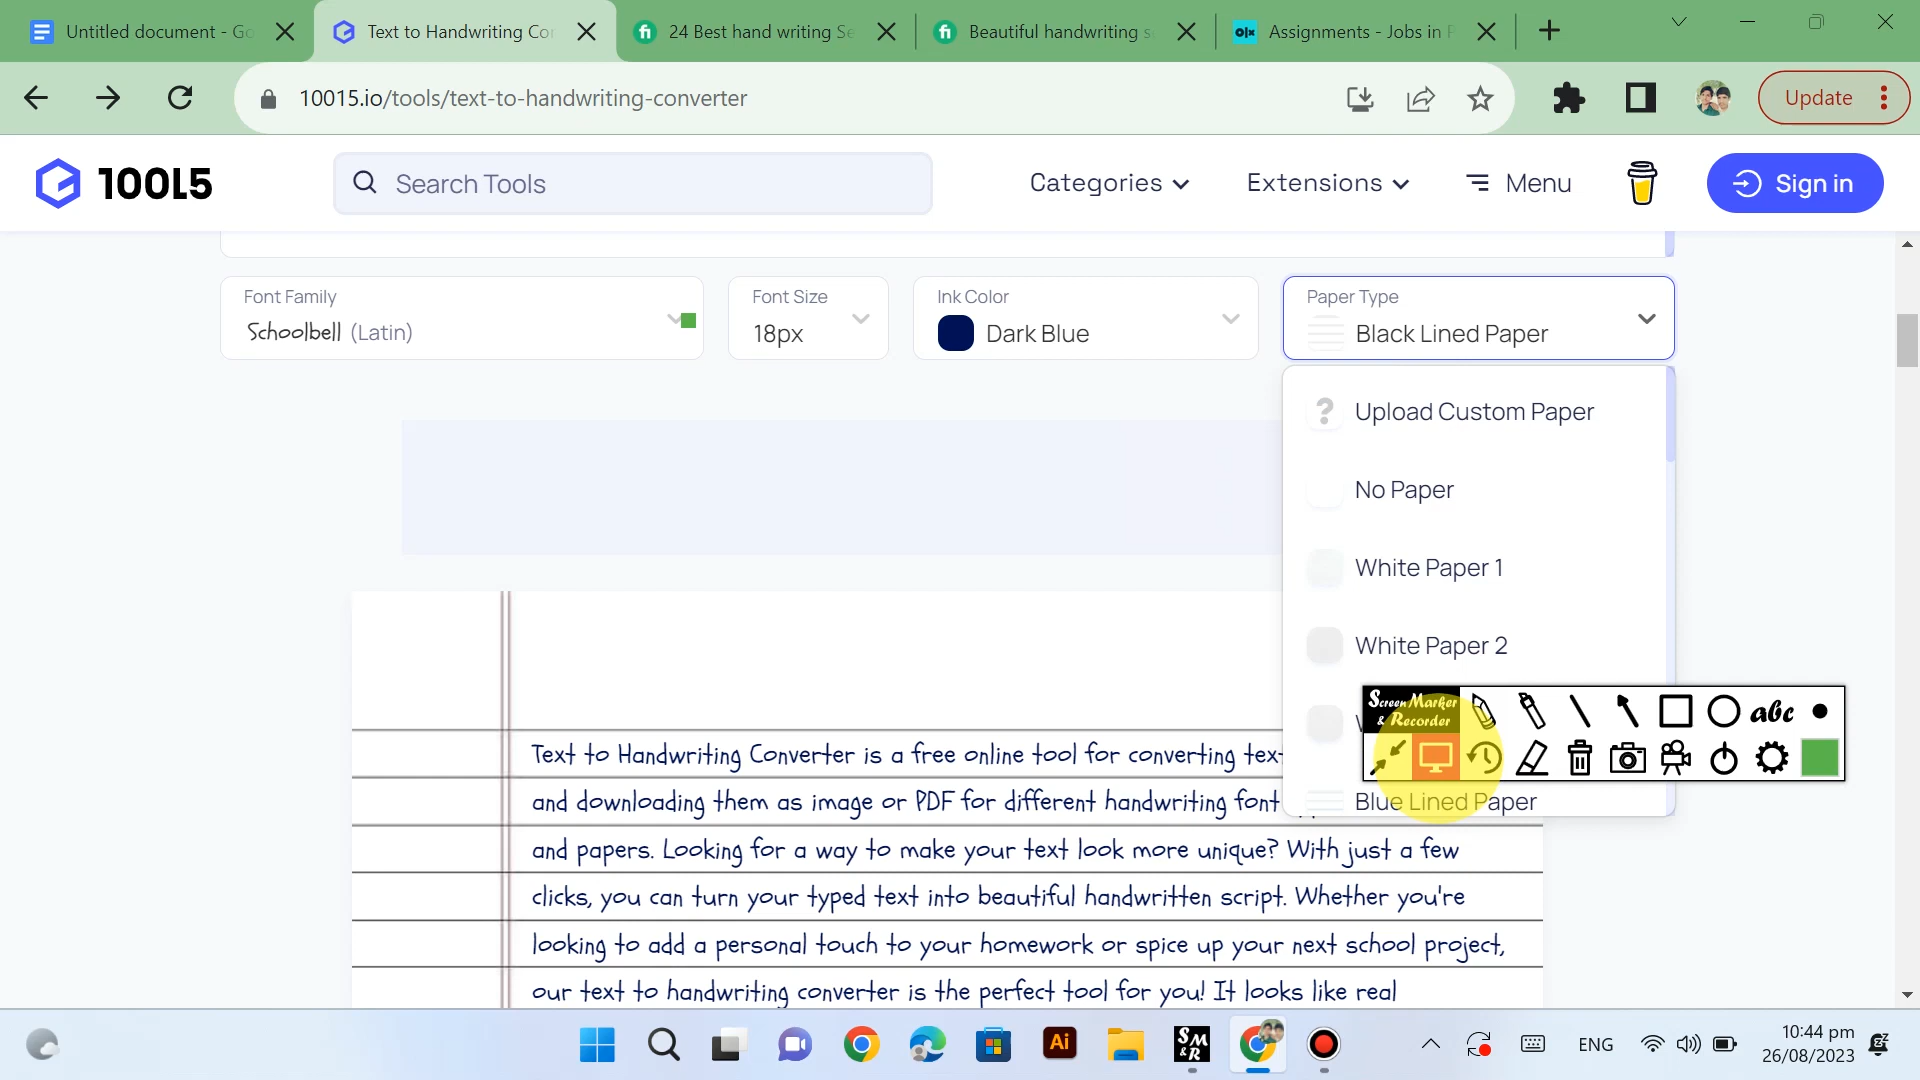 Untitled document - Go
Text to Handwriting Co
24 Best hand writing Se
Beautiful handwriting s
Assignments - Jobs in P
10015.io/tools/text-to-handwriting-converter
Update
10015
Search Tools
Categories
Extensions
Menu
Sign in
Font Family
Schoolbell (Latin)
Font Size
18px
Ink Color
Dark Blue
Paper Type
Black Lined Paper
Upload Custom Paper
No Paper
White Paper 1
White Paper 2
Screen Marker
& Recorder
abc
Blue Lined Paper
Text to Handwriting Converter is a free online tool for converting text
and downloading them as image or PDF for different handwriting font
and papers. Looking for a way to make your text look more unique? With just a few
clicks, you can turn your typed text into beautiful handwritten script. Whether you're
looking to add a personal touch to your homework or spice up your next school project,
our text to handwriting converter is the perfect tool for you! It looks like real
Ai
SM
&R
ENG
10:44 pm
26/08/2023